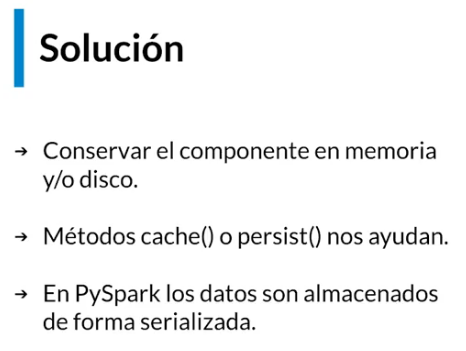 Solución
→ Conservar el componente en memoria
y/o disco.
→ Métodos cache() o persist() nos ayudan.
→ En PySpark los datos son almacenados
de forma serializada.